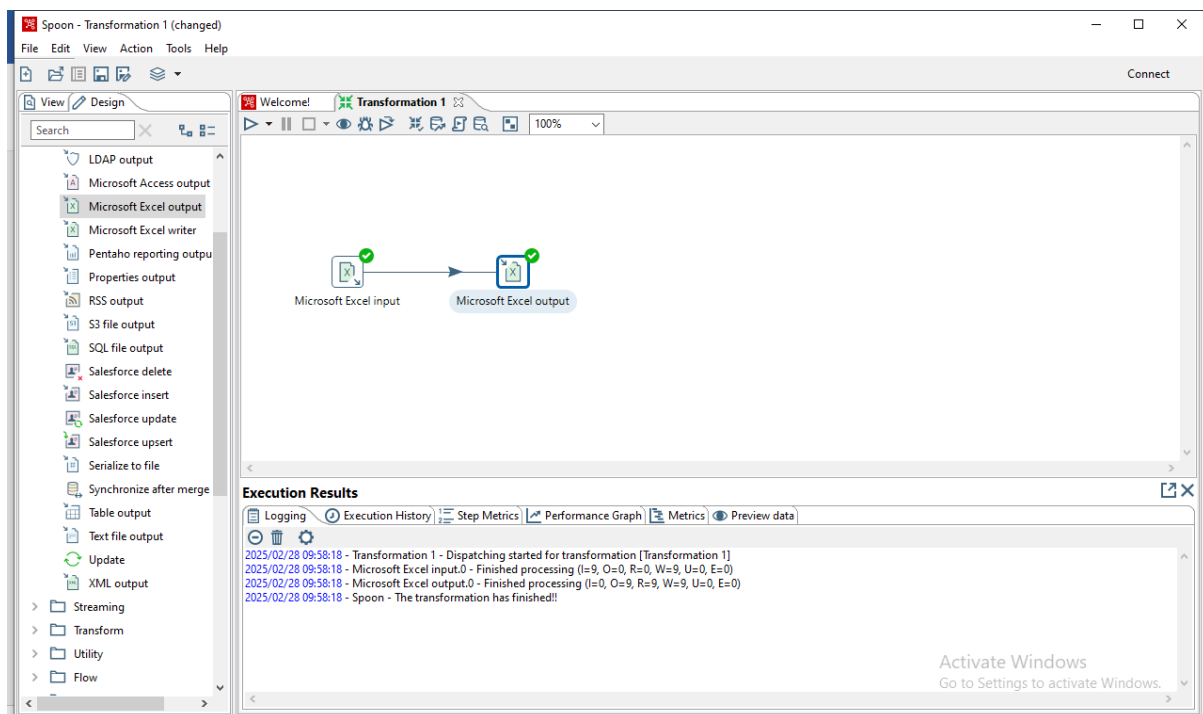 Spoon - Transformation 1 (changed)
File Edit View Action Tools Help
Connect
View Design
Search
LDAP output
Microsoft Access output
Microsoft Excel output
Microsoft Excel writer
Pentaho reporting outpu
Properties output
RSS output
S3 file output
SQL file output
Salesforce delete
Salesforce insert
Salesforce update
Salesforce upsert
Serialize to file
Synchronize after merge
Table output
Text file output
Update
XML output
Streaming
Transform
Utility
Flow
Welcome! Transformation 1
100%
Microsoft Excel input Microsoft Excel output
Execution Results
Logging Execution History Step Metrics Performance Graph Metrics Preview data
2025/02/28 09:58:18 - Transformation 1 - Dispatching started for transformation [Transformation 1]
2025/02/28 09:58:18 - Microsoft Excel input.0 - Finished processing (I=9, O=0, R=0, W=9, U=0, E=0)
2025/02/28 09:58:18 - Microsoft Excel output.0 - Finished processing (I=0, O=9, R=9, W=9, U=0, E=0)
2025/02/28 09:58:18 - Spoon - The transformation has finished!!
Activate Windows
Go to Settings to activate Windows.